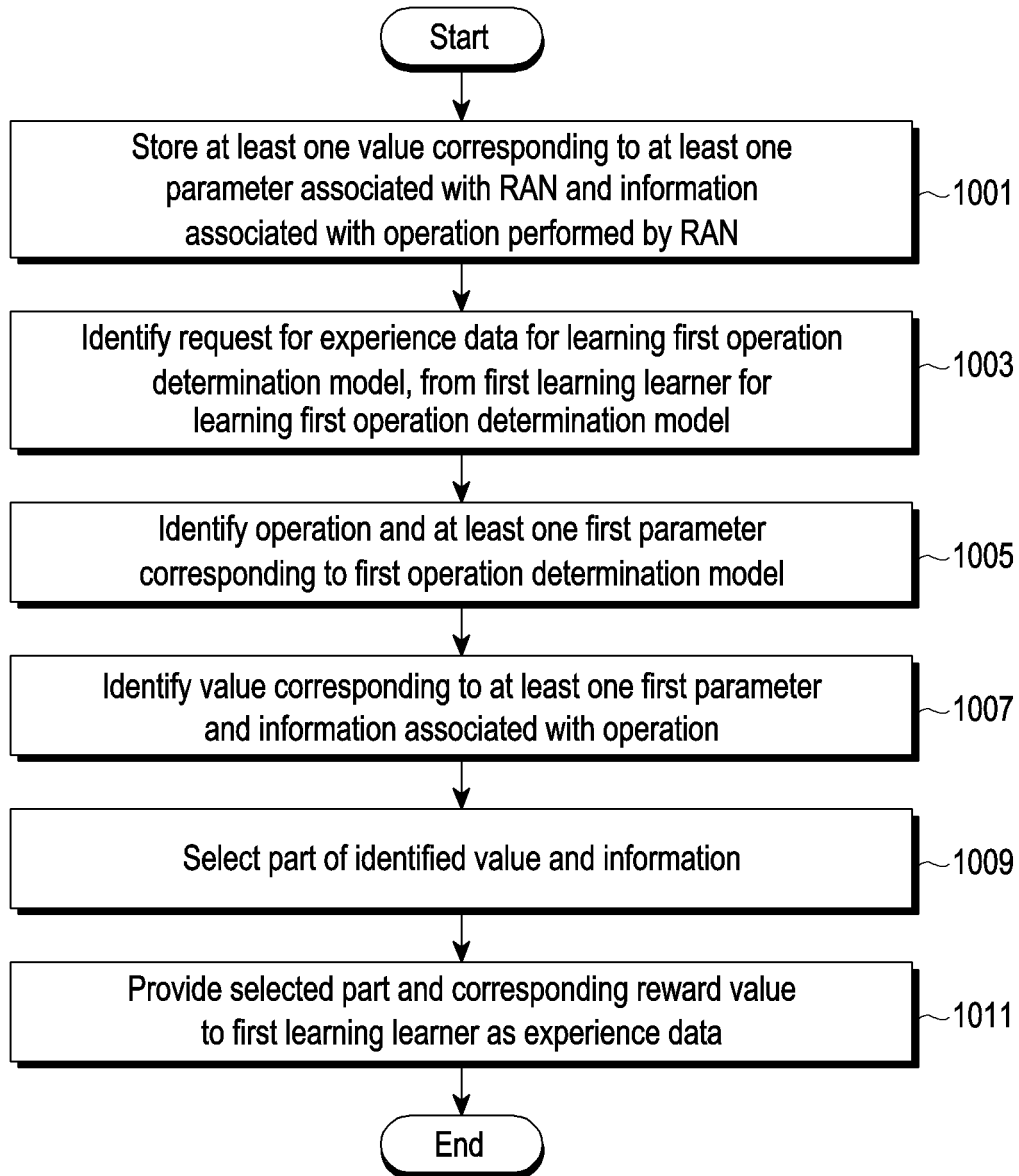 Start
Store at least one value corresponding to at least one
parameter associated with RAN and information
associated with operation performed by RAN
1001
Identify request for experience data for learning first operation
determination model, from first learning learner for
learning first operation determination model
1003
Identify operation and at least one first parameter
corresponding to first operation determination model
1005
Identify value corresponding to at least one first parameter
and information associated with operation
1007
Select part of identified value and information
1009
Provide selected part and corresponding reward value
to first learning learner as experience data
1011
End